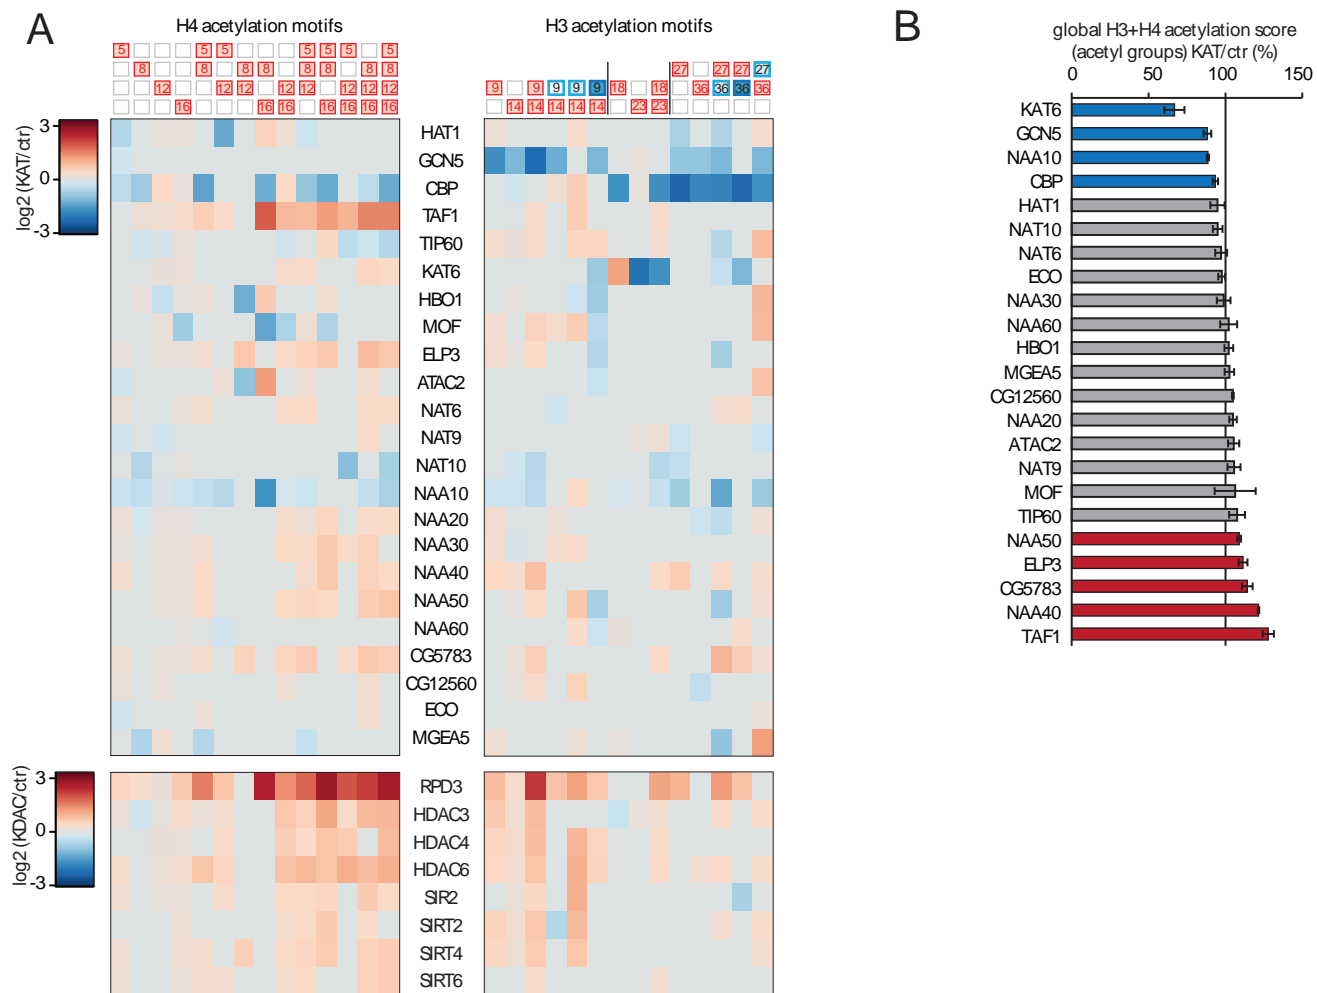 A
H4 acetylation motifs
H3 acetylation motifs
5 5 5 5 5 5 5
8 8 8 8 8 8 8
12 12 12 12 12 12 12
16 16 16 16 16 16 16
27 27 27 27
9 9 9 9 9 18 18 36 36 36 36
14 14 14 14 14 23 23
log2 (KAT/ctr)
3
0
-3
HAT1
GCN5
CBP
TAF1
TIP60
KAT6
HBO1
MOF
ELP3
ATAC2
NAT6
NAT9
NAT10
NAA10
NAA20
NAA30
NAA40
NAA50
NAA60
CG5783
CG12560
ECO
MGEA5
log2 (KDAC/ctr)
3
0
-3
RPD3
HDAC3
HDAC4
HDAC6
SIR2
SIRT2
SIRT4
SIRT6
B
global H3+H4 acetylation score
(acetyl groups) KAT/ctr (%)
0 50 100 150
KAT6
GCN5
NAA10
CBP
HAT1
NAT10
NAT6
ECO
NAA30
NAA60
HBO1
MGEA5
CG12560
NAA20
ATAC2
NAT9
MOF
TIP60
NAA50
ELP3
CG5783
NAA40
TAF1